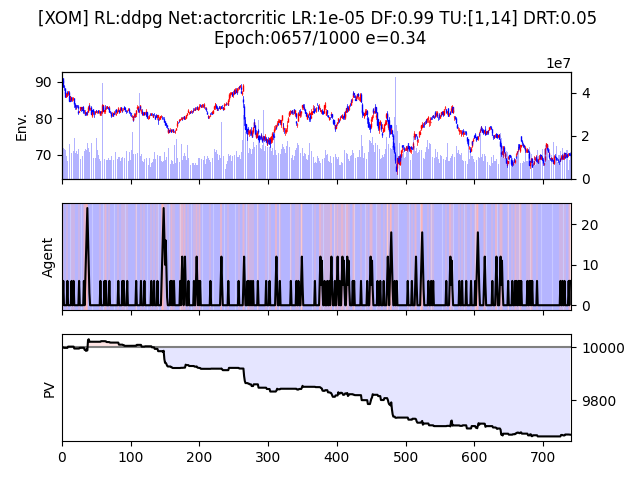 [XOM] RL:ddpg Net:actorcritic LR:1e-05 DF:0.99 TU:[1,14] DRT:0.05
Epoch:0657/1000 e=0.34
1e7
Env.
90
80
70
4
2
0
Agent
20
10
0
PV
10000
9800
0 100 200 300 400 500 600 700